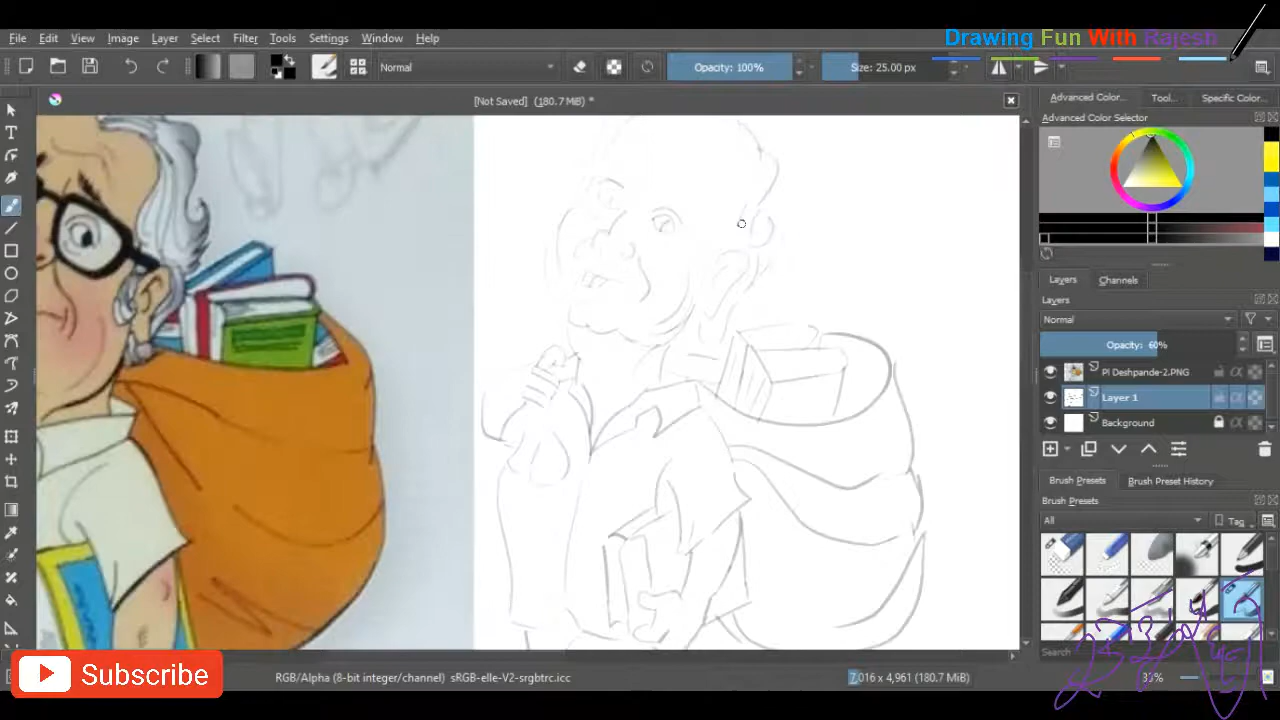 Drawing Fun With Rajesh
File Edit View Image Layer Select Filter Tools Settings Window Help
Normal
Opacity: 100%
Size: 25.00 px
[Not Saved] (180.7 MiB) *
Advanced Color...
Tool...
Specific Color...
Advanced Color Selector
Layers
Channels
Layers
Normal
Opacity: 60%
Pl Deshpande-2.PNG
Layer 1
Background
Brush Presets
Brush Preset History
Brush Presets
All
Tag
Search
Subscribe
RGB/Alpha (8-bit integer/channel) sRGB-elle-V2-srgbtrc.icc
7,016 x 4,961 (180.7 MiB)